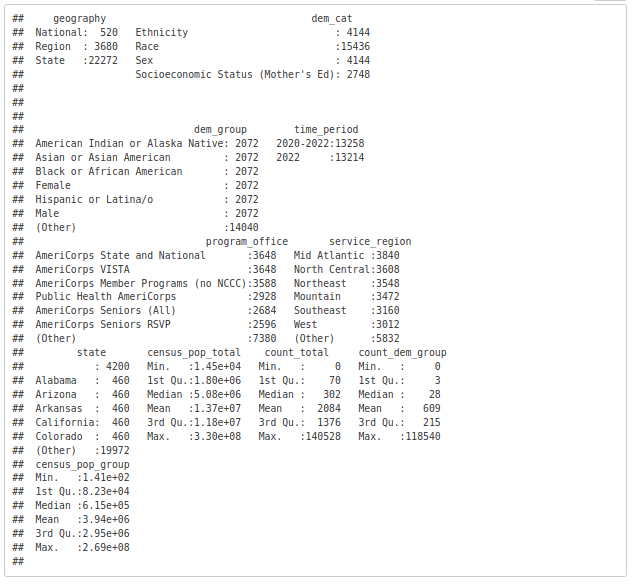 ##     geography                                   dem_cat
##  National:  520   Ethnicity                         : 4144
##  Region  : 3680   Race                              :15436
##  State   :22272   Sex                               : 4144
##                   Socioeconomic Status (Mother's Ed): 2748
##
##
##
##                             dem_group        time_period
##  American Indian or Alaska Native: 2072   2020-2022:13258
##  Asian or Asian American         : 2072   2022     :13214
##  Black or African American       : 2072
##  Female                          : 2072
##  Hispanic or Latina/o            : 2072
##  Male                            : 2072
##  (Other)                         :14040
##                               program_office       service_region
##  AmeriCorps State and National       :3648   Mid Atlantic :3840
##  AmeriCorps VISTA                    :3648   North Central:3608
##  AmeriCorps Member Programs (no NCCC):3588   Northeast    :3548
##  Public Health AmeriCorps            :2928   Mountain     :3472
##  AmeriCorps Seniors (All)            :2684   Southeast    :3160
##  AmeriCorps Seniors RSVP             :2596   West         :3012
##  (Other)                             :7380   (Other)      :5832
##         state       census_pop_total    count_total     count_dem_group
##            : 4200   Min.   :1.45e+04   Min.   :     0   Min.   :     0
##  Alabama   :  460   1st Qu.:1.80e+06   1st Qu.:    70   1st Qu.:     3
##  Arizona   :  460   Median :5.08e+06   Median :   302   Median :    28
##  Arkansas  :  460   Mean   :1.37e+07   Mean   :  2084   Mean   :   609
##  California:  460   3rd Qu.:1.18e+07   3rd Qu.:  1376   3rd Qu.:   215
##  Colorado  :  460   Max.   :3.30e+08   Max.   :140528   Max.   :118540
##  (Other)   :19972
##  census_pop_group
##  Min.   :1.41e+02
##  1st Qu.:8.23e+04
##  Median :6.15e+05
##  Mean   :3.94e+06
##  3rd Qu.:2.95e+06
##  Max.   :2.69e+08
##